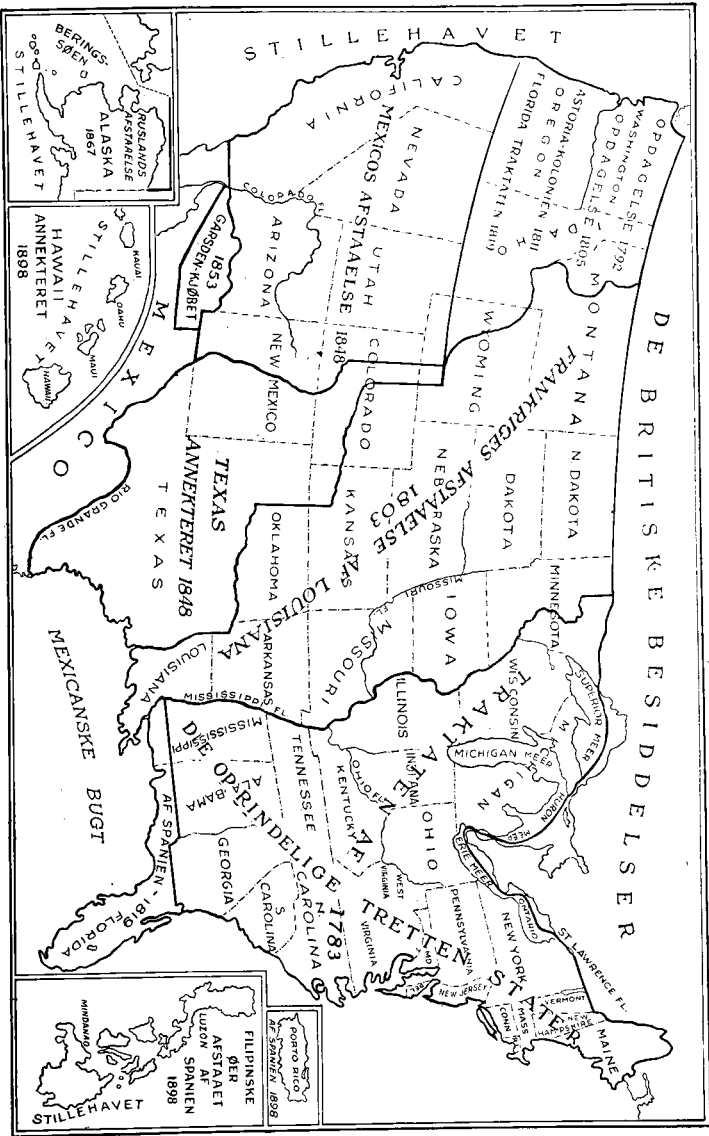 DE BRITISKE BESIDDELSER
STILLEHAVET
OPDAGELSE 1792
WASHINGTON
OPDAGELSE 1805
ASTORIA-KOLONIEN 1811
OREGON
FLORIDA TRAKTATEN 1819
IDAHO
MONTANA
N. DAKOTA
DAKOTA
MINNESOTA
WYOMING
NEBRASKA
IOWA
WISCONSIN
MICHIGAN
SUPERIOR MEER
MICHIGAN MEER
HURON
MEER
ERIE MEER
ONTARIO
ST. LAWRENCE FL.
MAINE
VERMONT
NEW
HAMPSHIRE
MASS
CONN
R.I.
NEW YORK
PENNSYLVANIA
NEW JERSEY
DEL
MD
WEST
VIRGINIA
VIRGINIA
OHIO
INDIANA
ILLINOIS
KENTUCKY
OHIO FL.
TENNESSEE
N.
CAROLINA
S
CAROLINA
GEORGIA
ALABAMA
MISSISSIPPI
MISSISSIPPI FL.
TRAKTATEN AF 1783
DE OPRINDELIGE TRETTEN STATER
CALIFORNIA
NEVADA
UTAH
COLORADO
MEXICOS AFSTAAELSE 1848
COLORADO FL.
ARIZONA
NEW MEXICO
1853
GARSDEN-KJØBET
FRANKRIGES AFSTAAELSE
AF LOUISIANA
1803
KANSAS
MISSOURI
MISSOURI FL.
OKLAHOMA
ARKANSAS
LOUISIANA
TEXAS
ANNEKTERET 1848
TEXAS
RIO GRANDE FL.
MEXICO
MEXICANSKE BUGT
AF SPANIEN - 1819
FLORIDA
BERINGS-
SØEN
RUSLANDS
AFSTARELSE
ALASKA
1867
STILLEHAVET
KAUAI
OAHU
MAUI
HAWAII
STILLEHAVET
HAWAII
ANNEKTERET
1898
PORTO RICO
AF SPANIEN 1898
FILIPINSKE
ØER
AFSTAAET
AF
SPANIEN
1898
LUZON
MINDANAO
STILLEHAVET